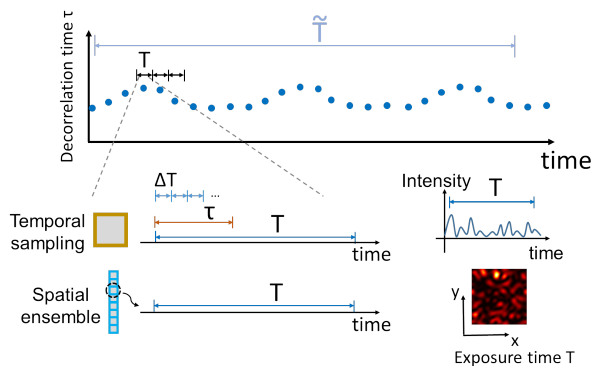 T̃
Decorrelation time τ
T
time
ΔT
...
τ
T
Temporal
sampling
time
Intensity
T
time
Spatial
ensemble
T
time
y
x
Exposure time T